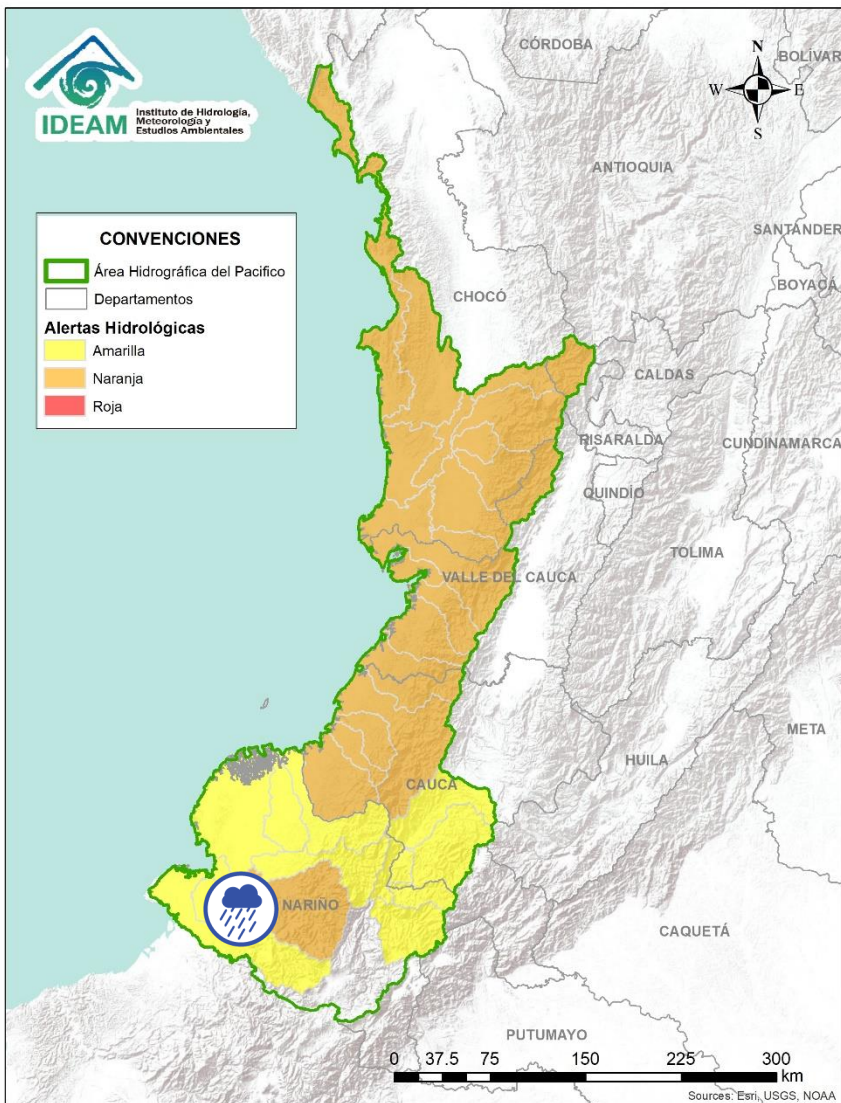 IDEAM
Instituto de Hidrología,
Meteorología y
Estudios Ambientales
CÓRDOBA
BOLÍVAR
N
W
E
S
ANTIOQUIA
SANTANDER
BOYACÁ
CONVENCIONES
Área Hidrográfica del Pacifico
Departamentos
Alertas Hidrológicas
Amarilla
Naranja
Roja
CHOCÓ
CALDAS
RISARALDA
CUNDINAMARCA
QUINDÍO
TOLIMA
VALLE DEL CAUCA
META
HUILA
CAUCA
NARIÑO
CAQUETÁ
PUTUMAYO
0 37.5 75 150 225 300
km
Sources: Esri, USGS, NOAA